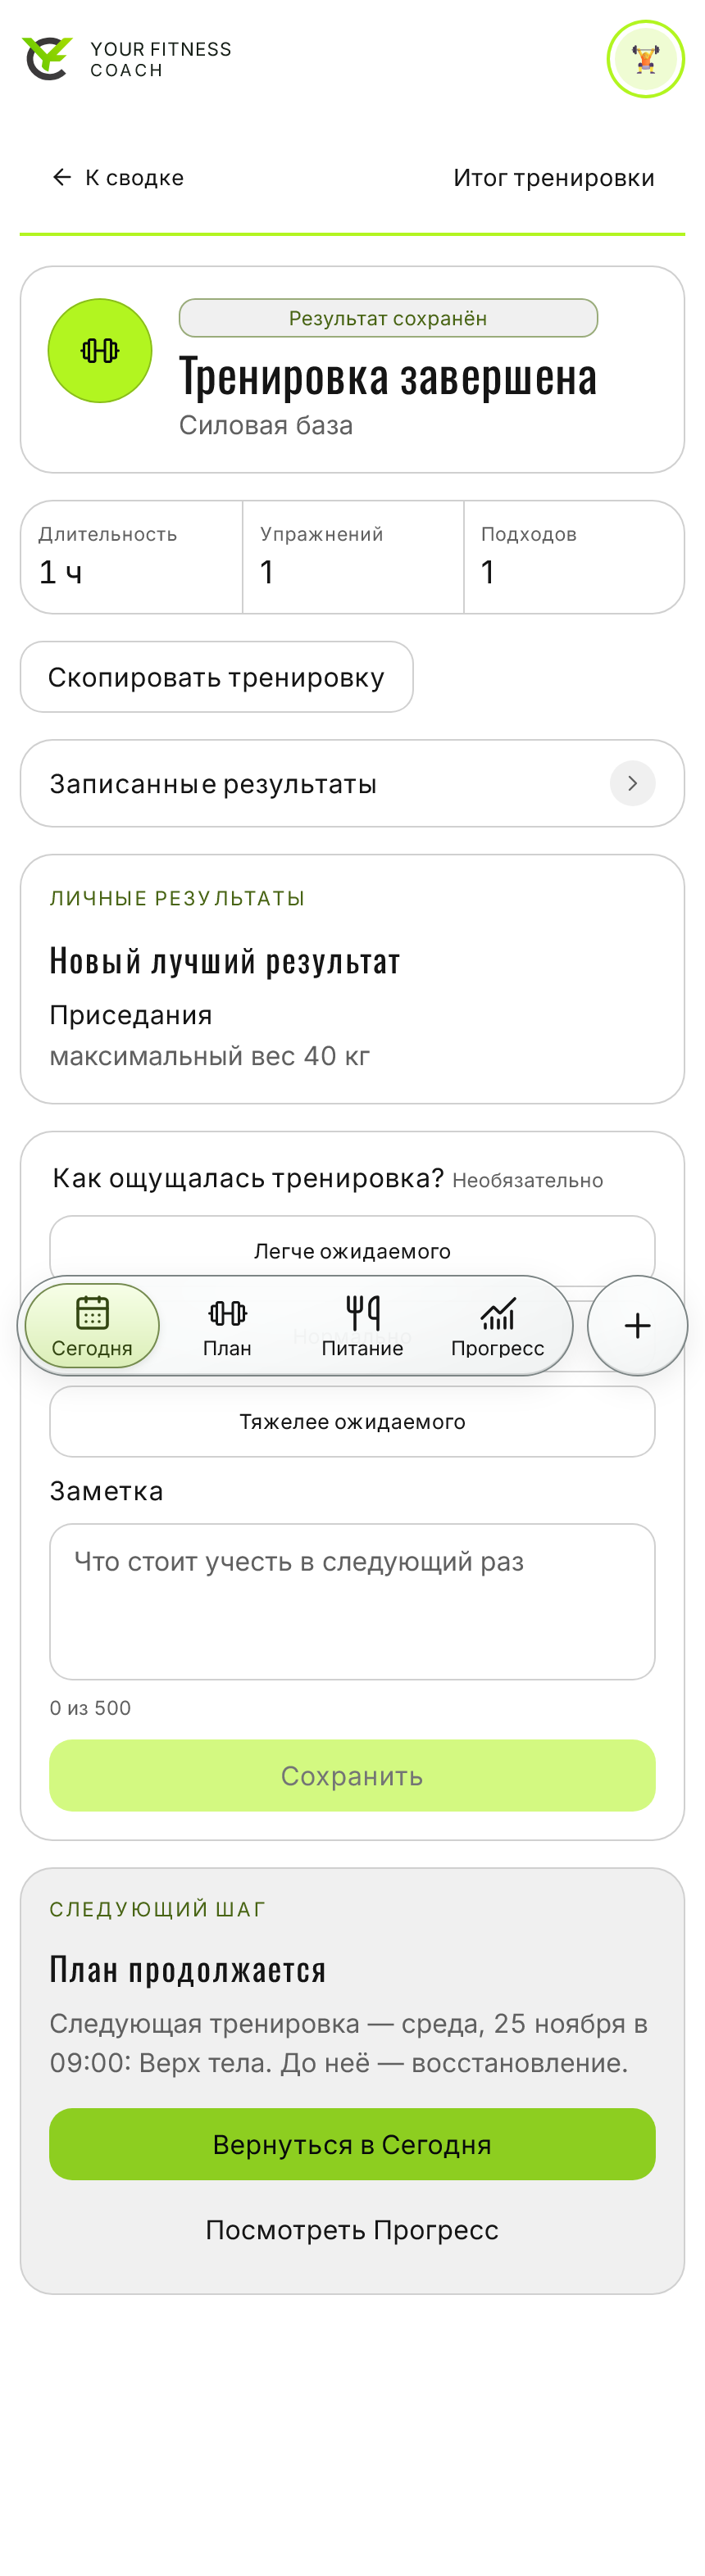 YOUR FITNESS
COACH
К сводке
Итог тренировки
Результат сохранён
Тренировка завершена
Силовая база
Длительность
1 ч
Упражнений
1
Подходов
1
Скопировать тренировку
Записанные результаты
ЛИЧНЫЕ РЕЗУЛЬТАТЫ
Новый лучший результат
Приседания
максимальный вес 40 кг
Как ощущалась тренировка? Необязательно
Легче ожидаемого
Нормально
Сегодня
План
Питание
Прогресс
Тяжелее ожидаемого
Заметка
Что стоит учесть в следующий раз
0 из 500
Сохранить
СЛЕДУЮЩИЙ ШАГ
План продолжается
Следующая тренировка — среда, 25 ноября в
09:00: Верх тела. До неё — восстановление.
Вернуться в Сегодня
Посмотреть Прогресс